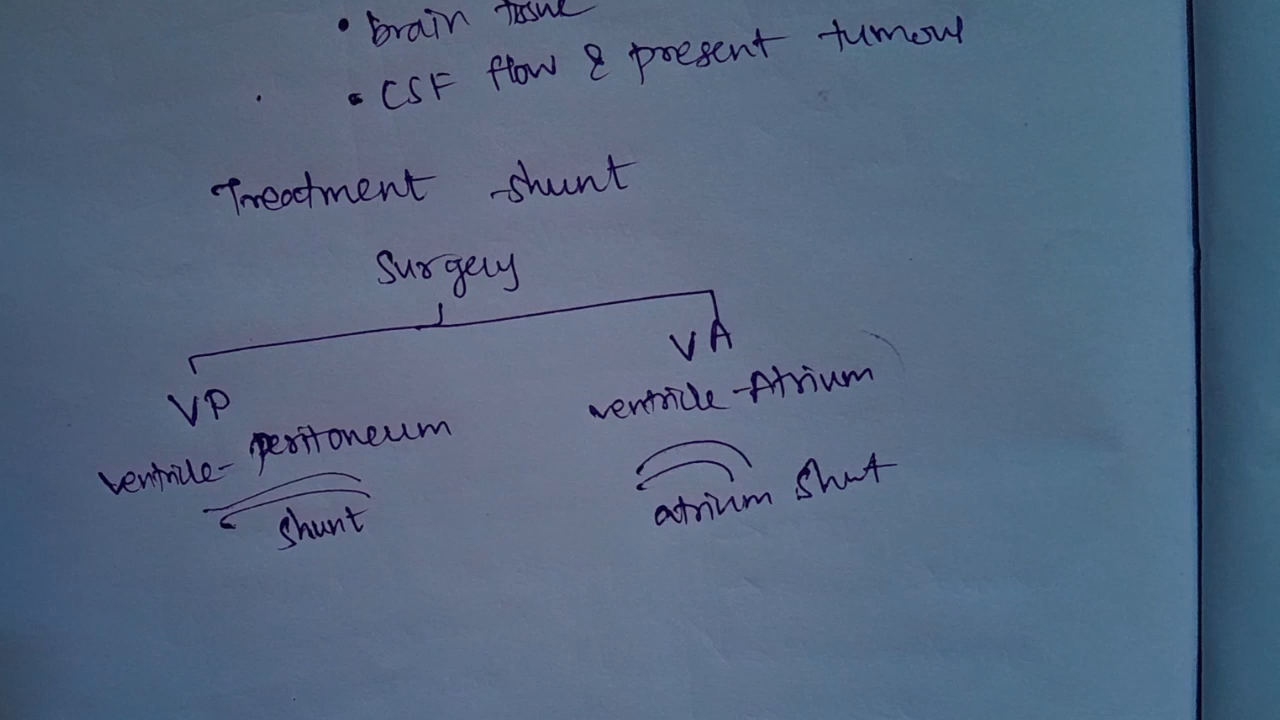 • brain tissue
• CSF flow & present tumour
Treatment - shunt
Surgery
VP
VA
ventricle - peritoneum
ventricle - Atrium
shunt
atrium shut